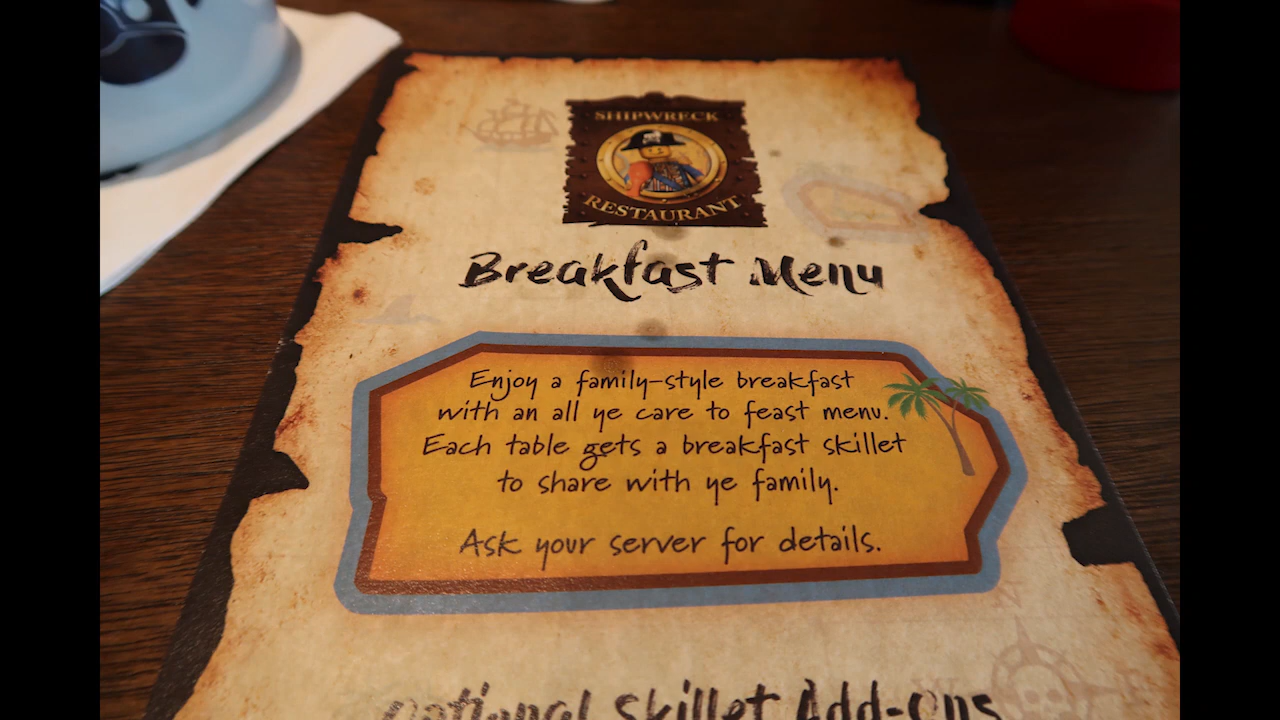 SHIPWRECK
RESTAURANT
Breakfast Menu
Enjoy a family-style breakfast
with an all ye care to feast menu.
Each table gets a breakfast skillet
to share with ye family.
Ask your server for details.
Optional Skillet Add-Ons